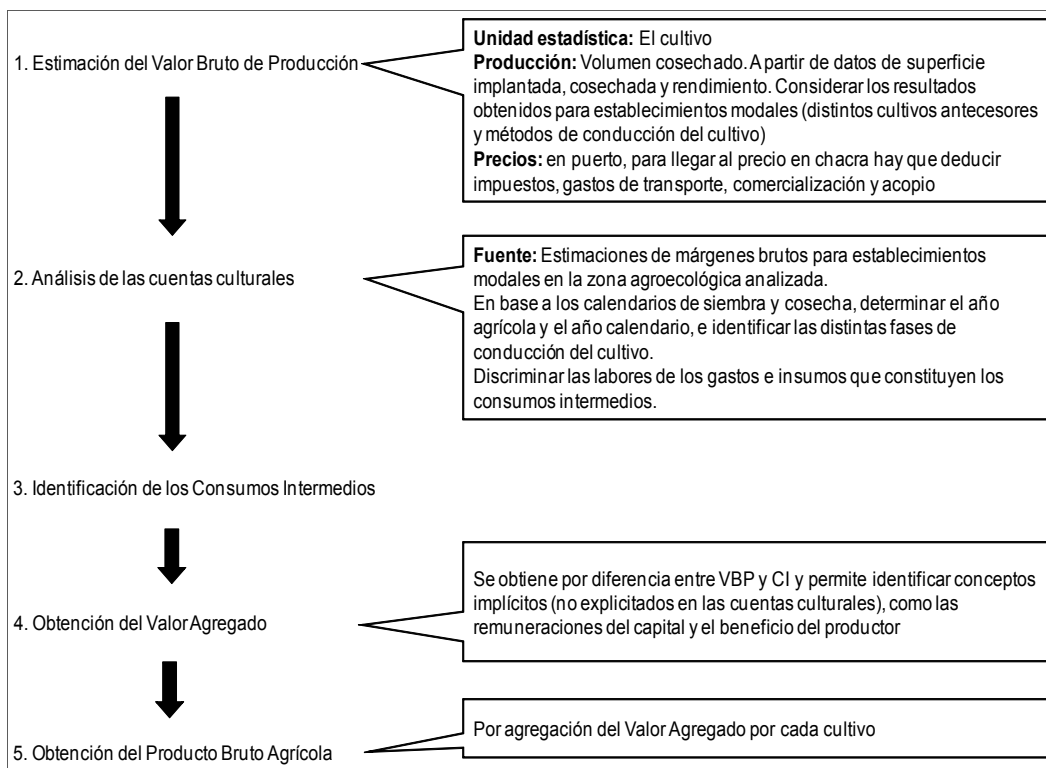 1. Estimación del Valor Bruto de Producción
Unidad estadística: El cultivo
Producción: Volumen cosechado. A partir de datos de superficie
implantada, cosechada y rendimiento. Considerar los resultados
obtenidos para establecimientos modales (distintos cultivos antecesores
y métodos de conducción del cultivo)
Precios: en puerto, para llegar al precio en chacra hay que deducir
impuestos, gastos de transporte, comercialización y acopio
2. Análisis de las cuentas culturales
Fuente: Estimaciones de márgenes brutos para establecimientos
modales en la zona agroecológica analizada.
En base a los calendarios de siembra y cosecha, determinar el año
agrícola y el año calendario, e identificar las distintas fases de
conducción del cultivo.
Discriminar las labores de los gastos e insumos que constituyen los
consumos intermedios.
3. Identificación de los Consumos Intermedios
4. Obtención del Valor Agregado
Se obtiene por diferencia entre VBP y CI y permite identificar conceptos
implícitos (no explicitados en las cuentas culturales), como las
remuneraciones del capital y el beneficio del productor
5. Obtención del Producto Bruto Agrícola
Por agregación del Valor Agregado por cada cultivo